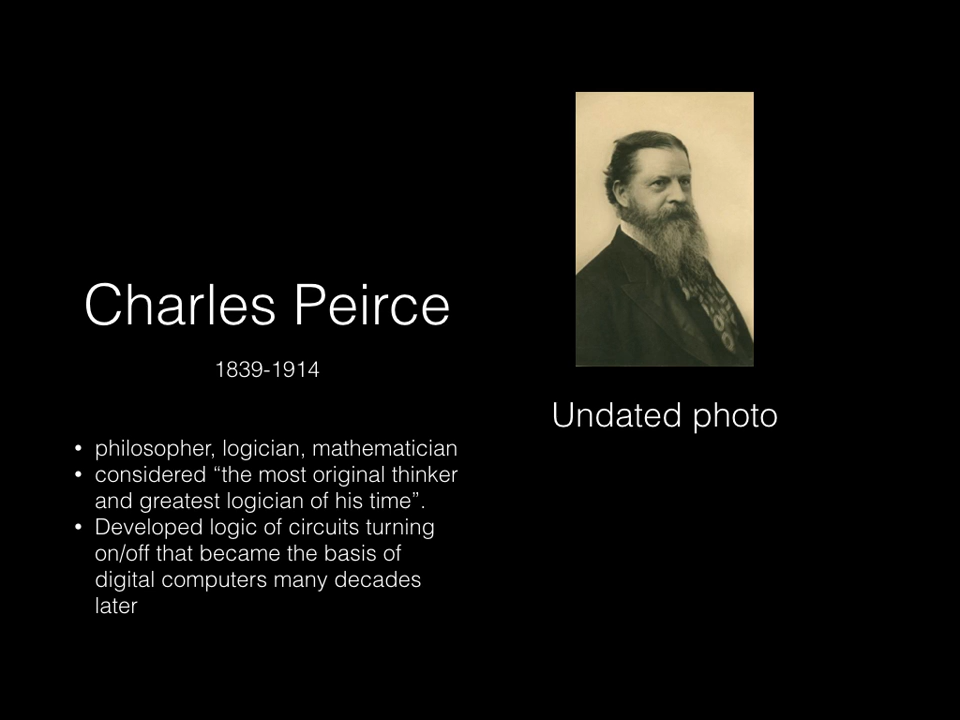 Charles Peirce
1839-1914
• philosopher, logician, mathematician
• considered “the most original thinker
and greatest logician of his time”.
• Developed logic of circuits turning
on/off that became the basis of
digital computers many decades
later
Undated photo